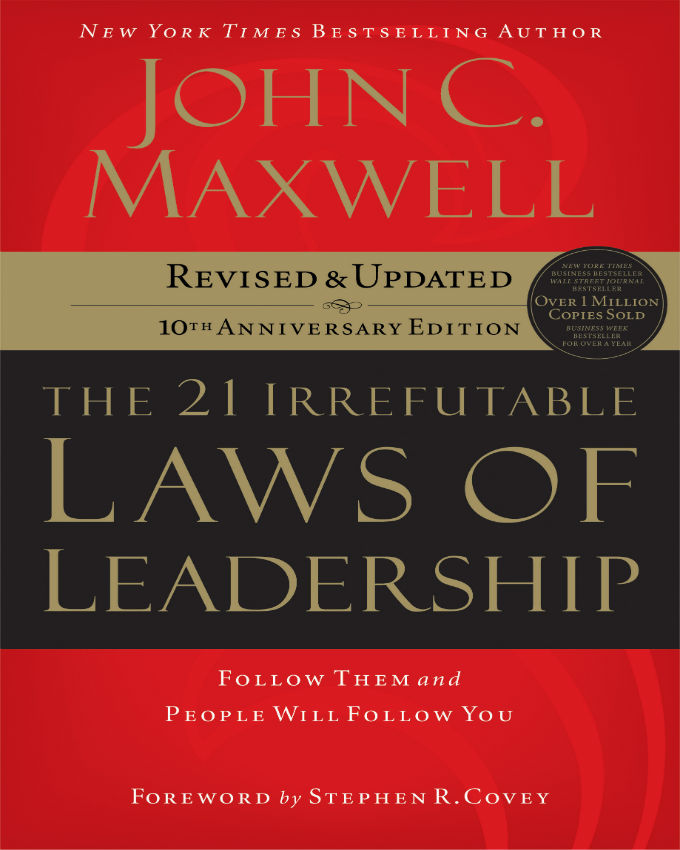 New York Times Bestselling Author
John C.
Maxwell
Revised & Updated
10th Anniversary Edition
New York Times
Business Bestseller
Wall Street Journal
Bestseller
Over 1 Million
Copies Sold
Business Week
Bestseller
for over a year
The 21 Irrefutable
Laws of
Leadership
Follow Them and
People Will Follow You
Foreword by Stephen R. Covey